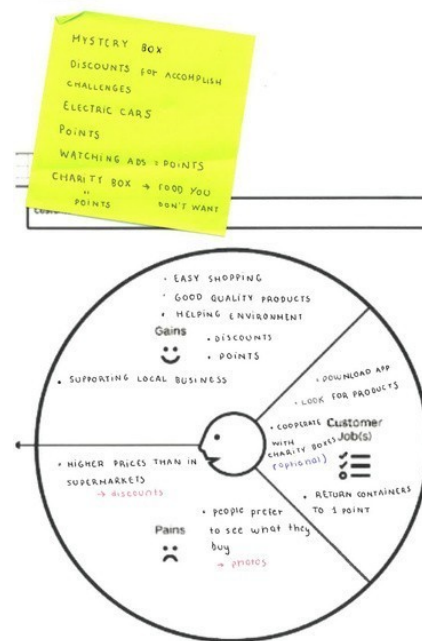 MYSTERY BOX
DISCOUNTS FOR ACCOMPLISH
CHALLENGES
ELECTRIC CARS
POINTS
WATCHING ADS = POINTS
CHARITY BOX → FOOD YOU
DON'T WANT
"
POINTS
• EASY SHOPPING
• GOOD QUALITY PRODUCTS
• HELPING ENVIRONMENT
Gains
• DISCOUNTS
• POINTS
• SUPPORTING LOCAL BUSINESS
• DOWNLOAD APP
• LOOK FOR PRODUCTS
• COOPERATE
WITH
CHARITY BOXES
(optional)
Customer
Job(s)
• RETURN CONTAINERS
TO 1 POINT
• HIGHER PRICES THAN IN
SUPERMARKETS
→ discounts
Pains
• people prefer
to see what they
buy
→ photos